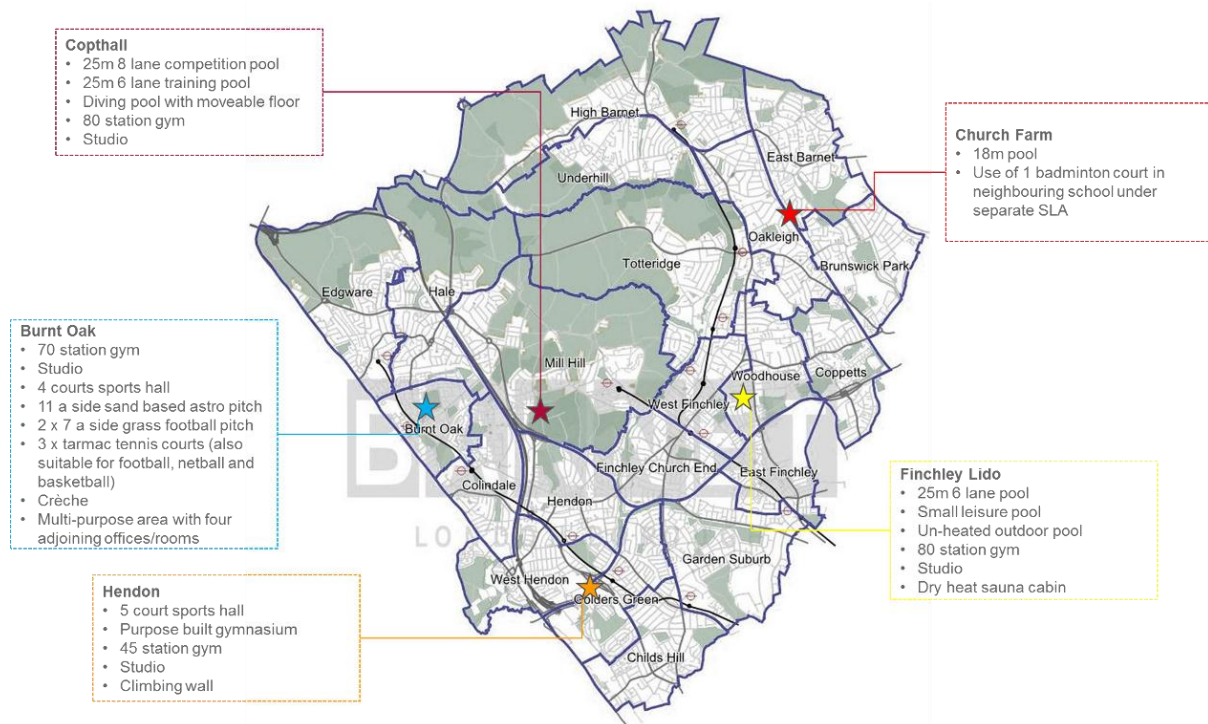 Copthall
• 25m 8 lane competition pool
• 25m 6 lane training pool
• Diving pool with moveable floor
• 80 station gym
• Studio
Church Farm
• 18m pool
• Use of 1 badminton court in
neighbouring school under
separate SLA
Burnt Oak
• 70 station gym
• Studio
• 4 courts sports hall
• 11 a side sand based astro pitch
• 2 x 7 a side grass football pitch
• 3 x tarmac tennis courts (also
suitable for football, netball and
basketball)
• Crèche
• Multi-purpose area with four
adjoining offices/rooms
Finchley Lido
• 25m 6 lane pool
• Small leisure pool
• Un-heated outdoor pool
• 80 station gym
• Studio
• Dry heat sauna cabin
Hendon
• 5 court sports hall
• Purpose built gymnasium
• 45 station gym
• Studio
• Climbing wall
High Barnet
East Barnet
Underhill
Oakleigh
Totteridge
Brunswick Park
Edgware
Hale
Mill Hill
Woodhouse
Coppetts
West Finchley
Burnt Oak
Finchley Church End
East Finchley
Colindale
Hendon
Garden Suburb
West Hendon
Golders Green
Childs Hill